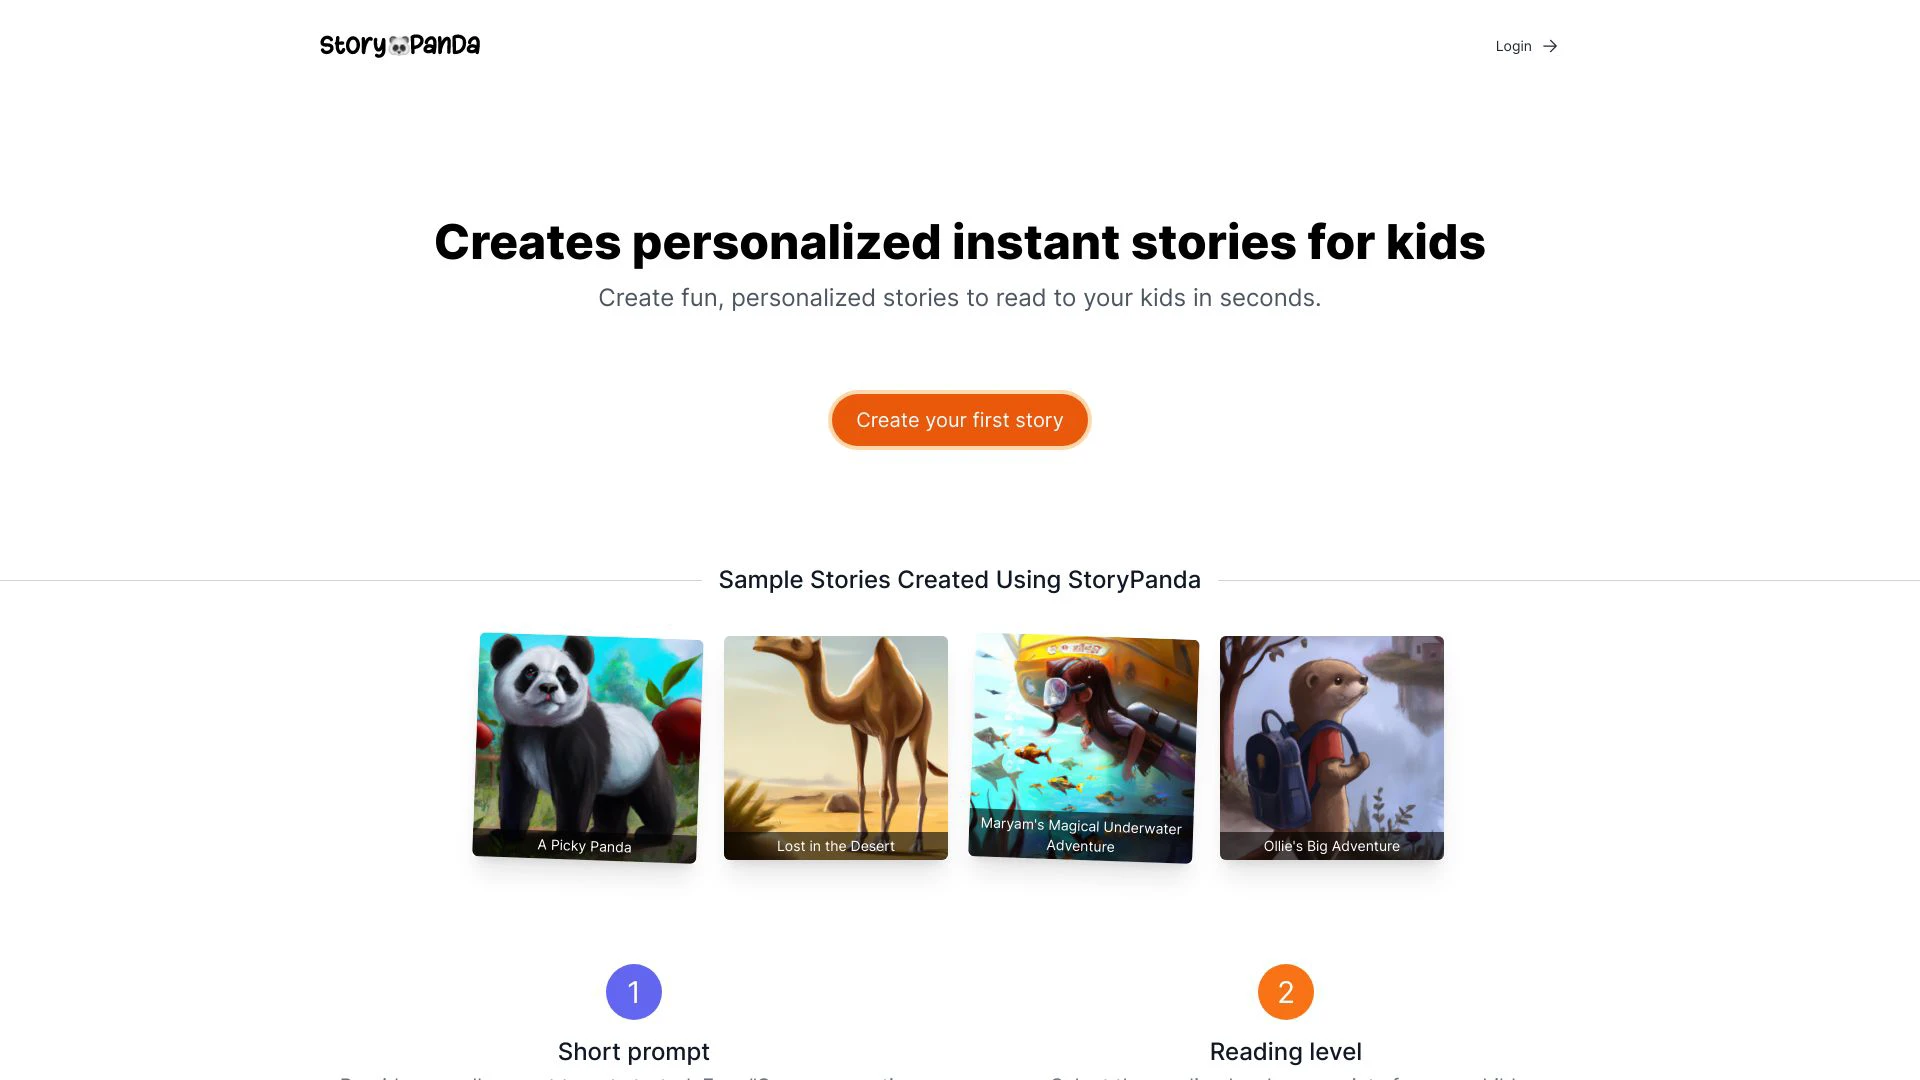 Story PanDa
Login
Creates personalized instant stories for kids
Create fun, personalized stories to read to your kids in seconds.
Create your first story
Sample Stories Created Using StoryPanda
A Picky Panda
Lost in the Desert
Maryam's Magical Underwater
Adventure
Ollie's Big Adventure
1
2
Short prompt
Reading level